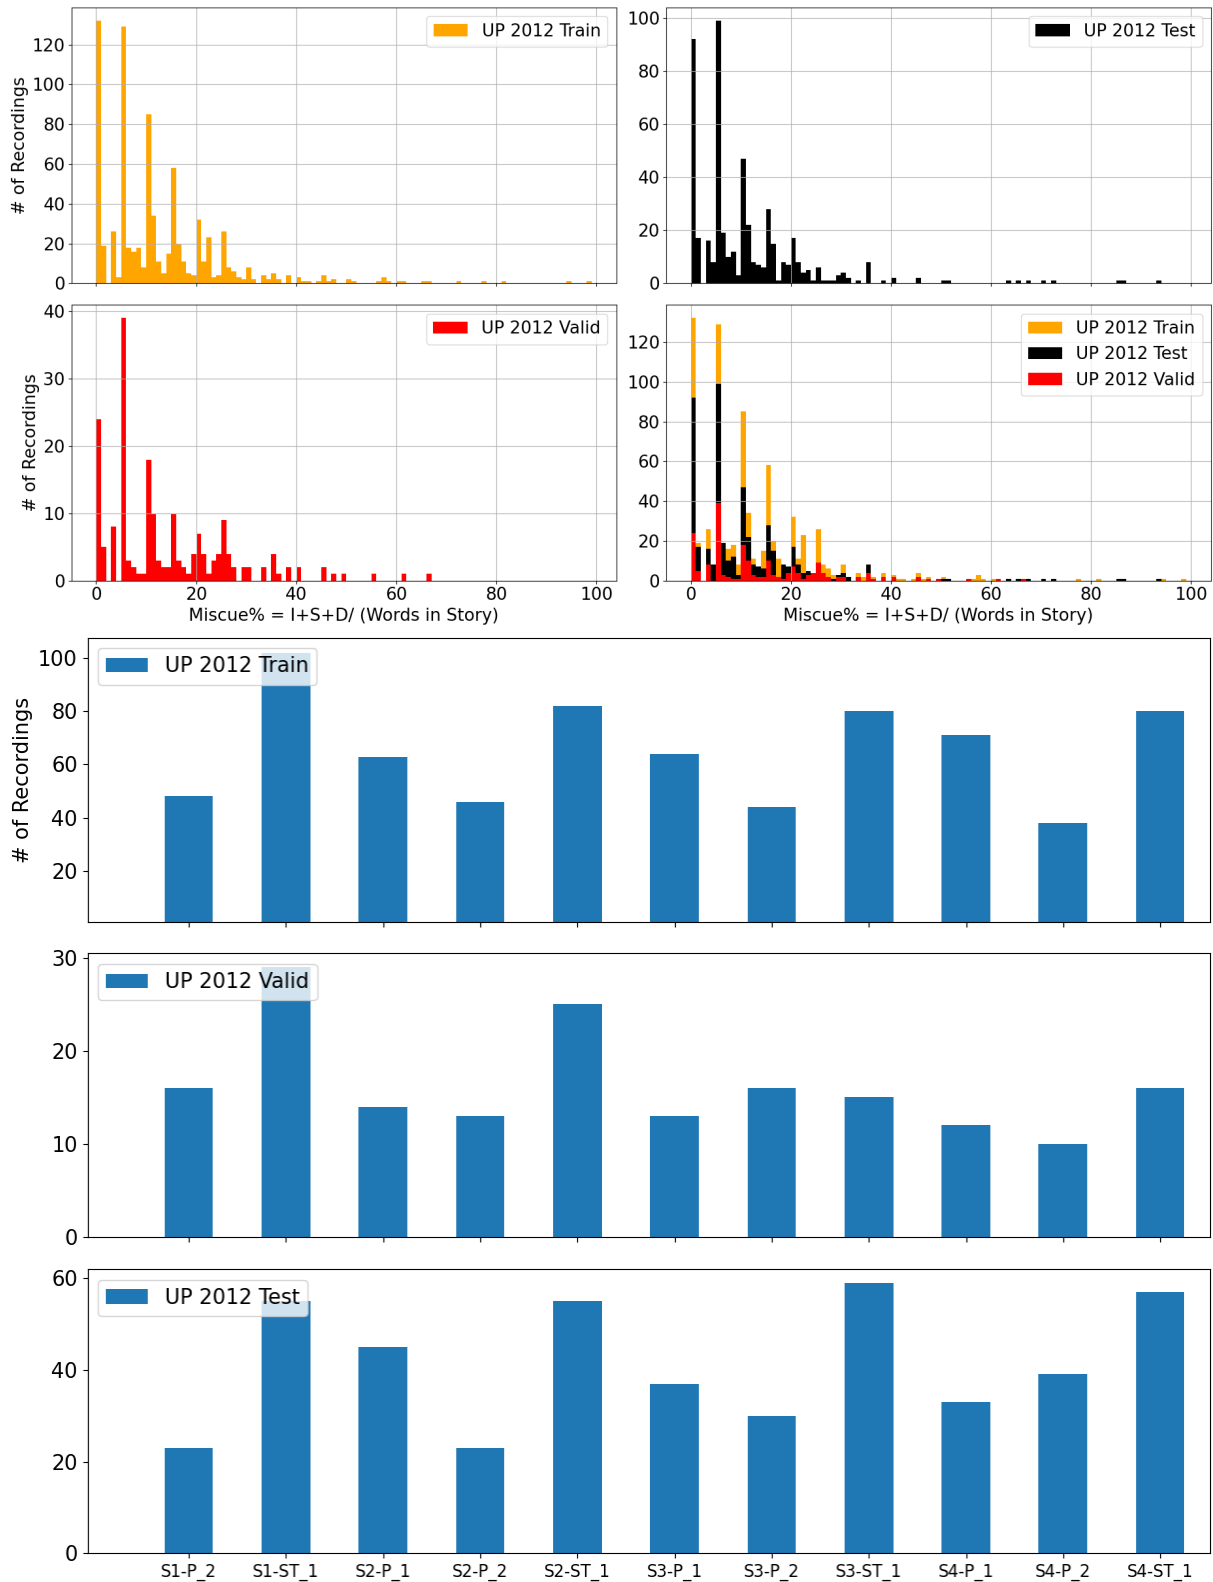 UP 2012 Train
# of Recordings
0
20
40
60
80
100
120
UP 2012 Test
0
20
40
60
80
100
UP 2012 Valid
# of Recordings
0
10
20
30
40
0 20 40 60 80 100
Miscue% = I+S+D/ (Words in Story)
UP 2012 Train
UP 2012 Test
UP 2012 Valid
0
20
40
60
80
100
120
0 20 40 60 80 100
Miscue% = I+S+D/ (Words in Story)
UP 2012 Train
# of Recordings
100
80
60
40
20
UP 2012 Valid
30
20
10
0
UP 2012 Test
60
40
20
0
S1-P_2 S1-ST_1 S2-P_1 S2-P_2 S2-ST_1 S3-P_1 S3-P_2 S3-ST_1 S4-P_1 S4-P_2 S4-ST_1